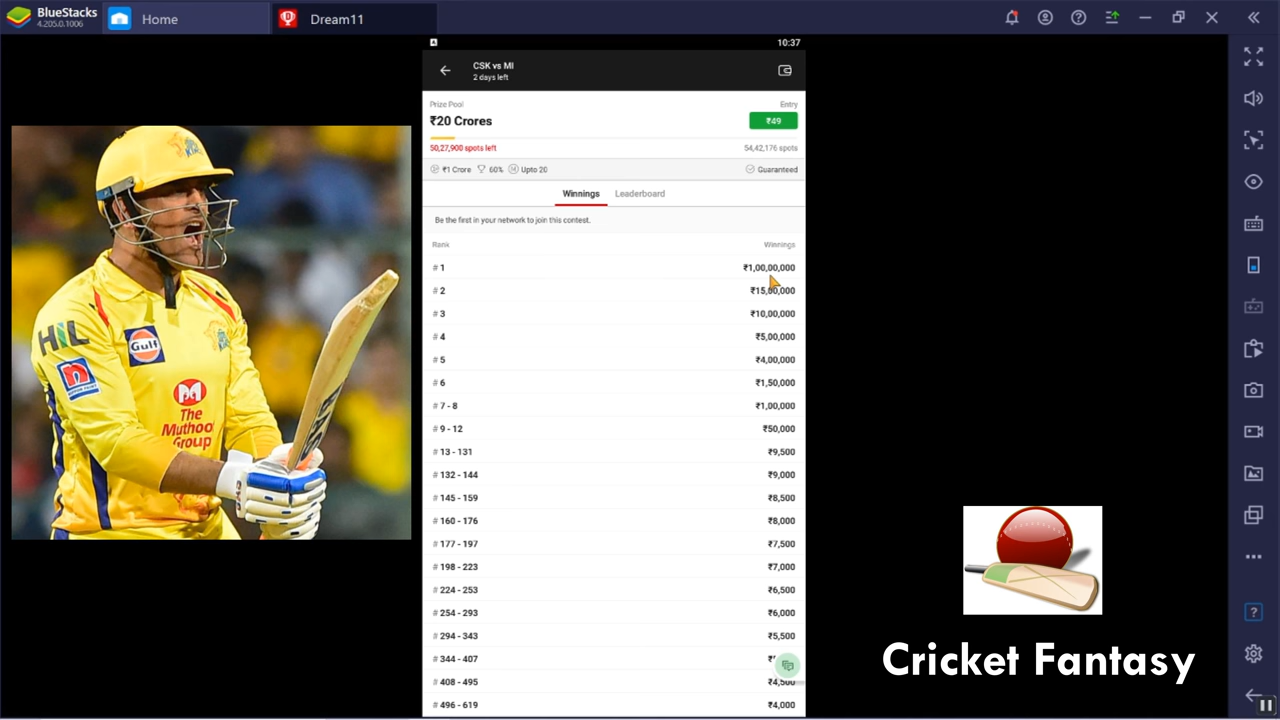 BlueStacks
4.205.0.1006
Home
Dream11
10:37
CSK vs MI
2 days left
Prize Pool
Entry
₹20 Crores
₹49
50,27,900 spots left
54,42,176 spots
₹1 Crore
60%
Upto 20
Guaranteed
Winnings
Leaderboard
Be the first in your network to join this contest.
Rank
Winnings
# 1
₹1,00,00,000
# 2
₹15,00,000
# 3
₹10,00,000
# 4
₹5,00,000
# 5
₹4,00,000
# 6
₹1,50,000
# 7 - 8
₹1,00,000
# 9 - 12
₹50,000
# 13 - 131
₹9,500
# 132 - 144
₹9,000
# 145 - 159
₹8,500
# 160 - 176
₹8,000
# 177 - 197
₹7,500
# 198 - 223
₹7,000
# 224 - 253
₹6,500
# 254 - 293
₹6,000
# 294 - 343
₹5,500
# 344 - 407
# 408 - 495
₹4,500
# 496 - 619
₹4,000
HIL
Gulf
The
Muthoot
Group
Cricket Fantasy